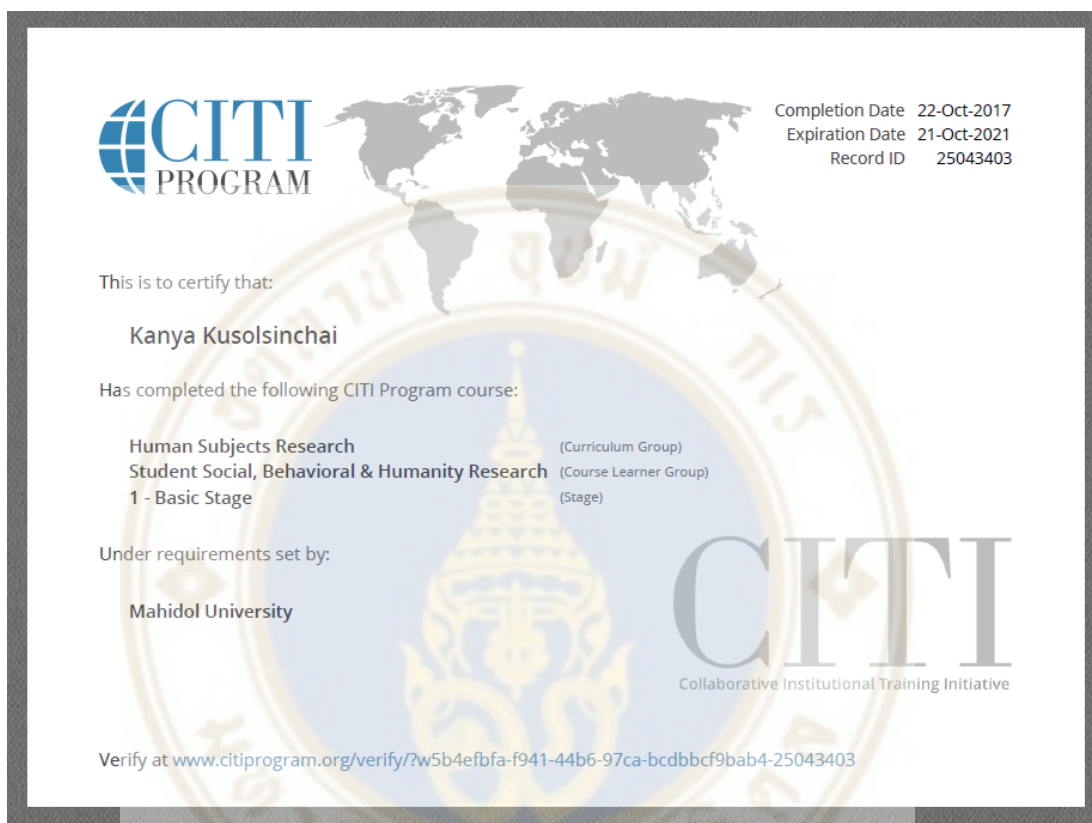 CITI
PROGRAM
Completion Date 22-Oct-2017
Expiration Date 21-Oct-2021
Record ID 25043403
This is to certify that:
Kanya Kusolsinchai
Has completed the following CITI Program course:
Human Subjects Research (Curriculum Group)
Student Social, Behavioral & Humanity Research (Course Learner Group)
1 - Basic Stage (Stage)
Under requirements set by:
Mahidol University
CITI
Collaborative Institutional Training Initiative
Verify at www.citiprogram.org/verify/?w5b4efbfa-f941-44b6-97ca-bcdbbcf9bab4-25043403